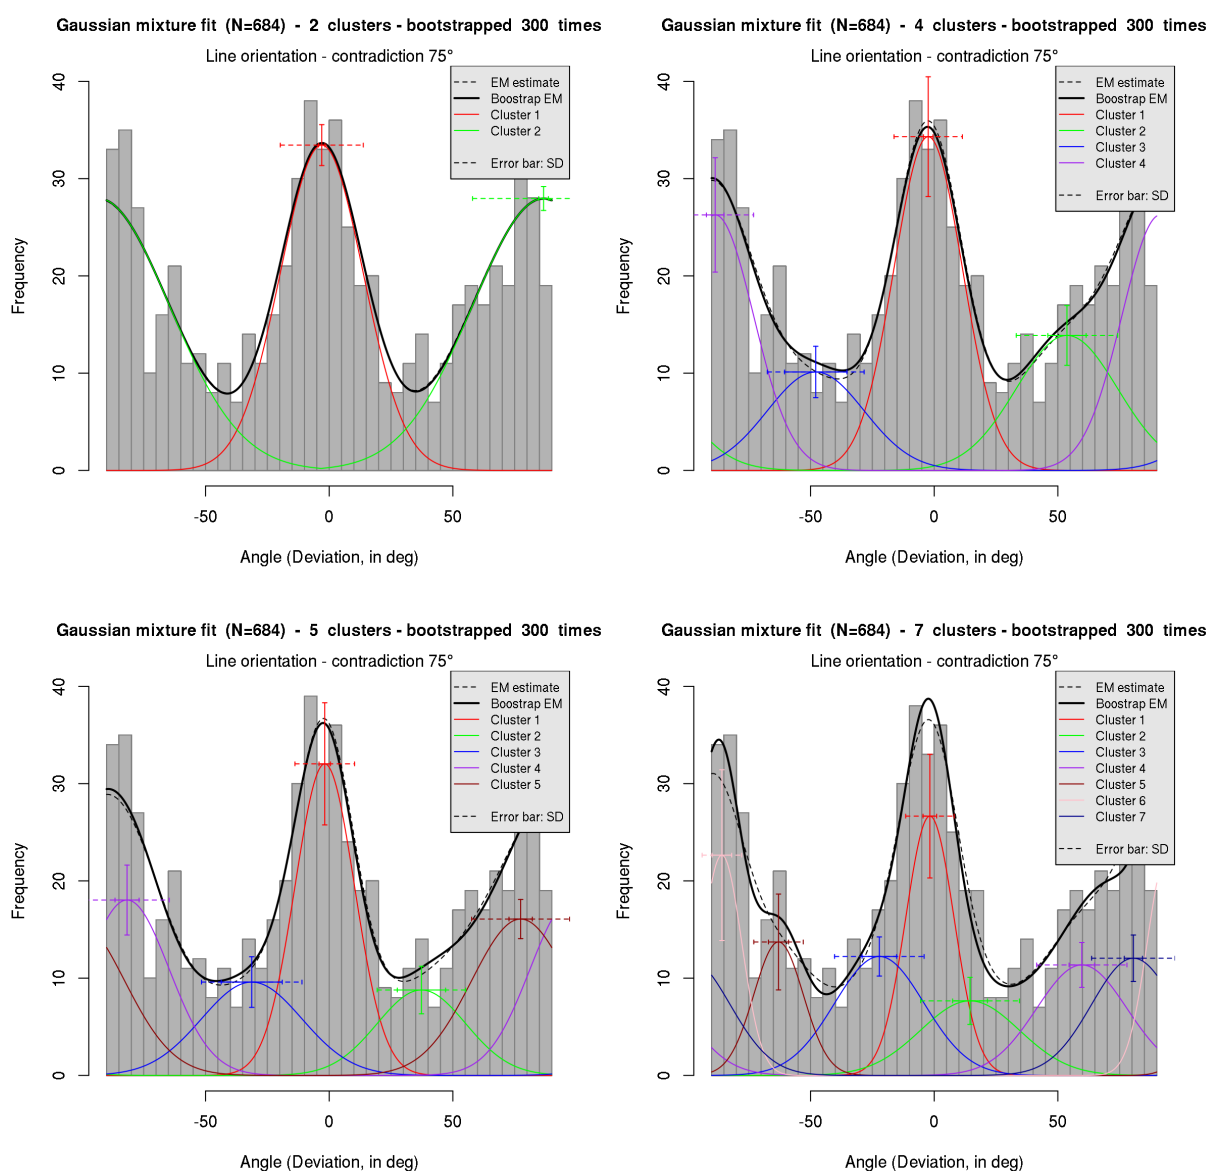 Gaussian mixture fit (N=684) - 2 clusters - bootstrapped 300 times
Line orientation - contradiction 75°
EM estimate
Boostrap EM
Cluster 1
Cluster 2
Error bar: SD
Frequency
0
10
20
30
40
-50
0
50
Angle (Deviation, in deg)
Gaussian mixture fit (N=684) - 4 clusters - bootstrapped 300 times
Line orientation - contradiction 75°
EM estimate
Boostrap EM
Cluster 1
Cluster 2
Cluster 3
Cluster 4
Error bar: SD
Frequency
0
10
20
30
40
-50
0
50
Angle (Deviation, in deg)
Gaussian mixture fit (N=684) - 5 clusters - bootstrapped 300 times
Line orientation - contradiction 75°
EM estimate
Boostrap EM
Cluster 1
Cluster 2
Cluster 3
Cluster 4
Cluster 5
Error bar: SD
Frequency
0
10
20
30
40
-50
0
50
Angle (Deviation, in deg)
Gaussian mixture fit (N=684) - 7 clusters - bootstrapped 300 times
Line orientation - contradiction 75°
EM estimate
Boostrap EM
Cluster 1
Cluster 2
Cluster 3
Cluster 4
Cluster 5
Cluster 6
Cluster 7
Error bar: SD
Frequency
0
10
20
30
40
-50
0
50
Angle (Deviation, in deg)